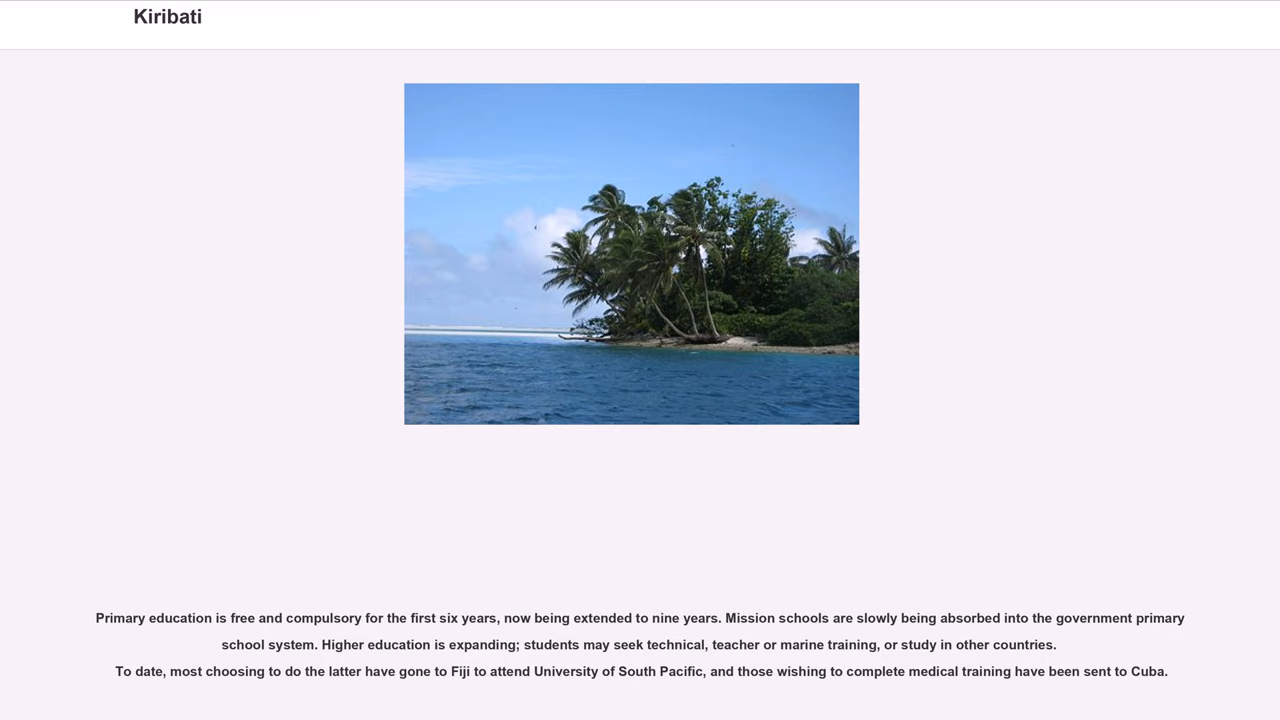 Kiribati
Primary education is free and compulsory for the first six years, now being extended to nine years. Mission schools are slowly being absorbed into the government primary
school system. Higher education is expanding; students may seek technical, teacher or marine training, or study in other countries.
To date, most choosing to do the latter have gone to Fiji to attend University of South Pacific, and those wishing to complete medical training have been sent to Cuba.